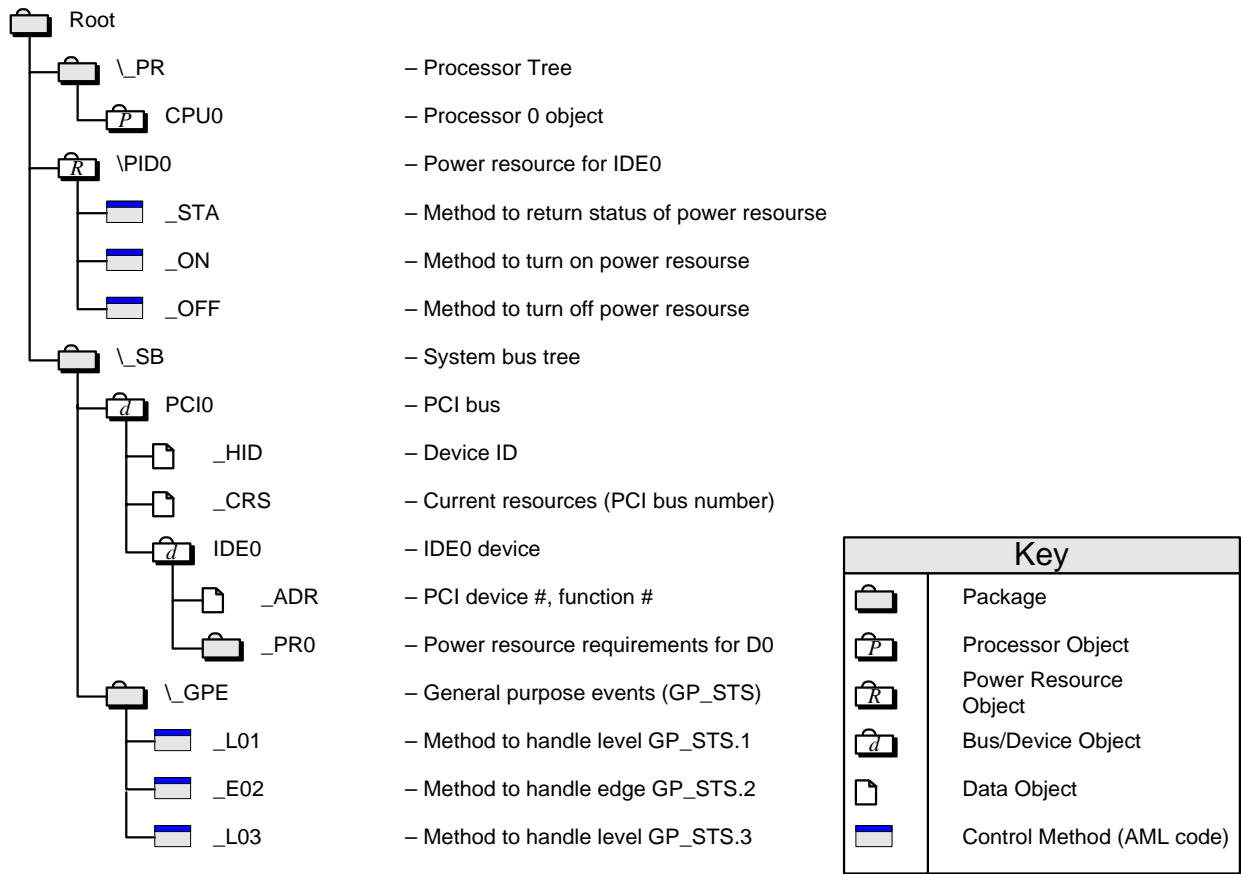 Root
\_PR – Processor Tree
P CPU0 – Processor 0 object
R \PID0 – Power resource for IDE0
_STA – Method to return status of power resourse
_ON – Method to turn on power resourse
_OFF – Method to turn off power resourse
\_SB – System bus tree
d PCI0 – PCI bus
_HID – Device ID
_CRS – Current resources (PCI bus number)
d IDE0 – IDE0 device
_ADR – PCI device #, function #
_PR0 – Power resource requirements for D0
\_GPE – General purpose events (GP_STS)
_L01 – Method to handle level GP_STS.1
_E02 – Method to handle edge GP_STS.2
_L03 – Method to handle level GP_STS.3
Key
Package
P Processor Object
R Power Resource
Object
d Bus/Device Object
Data Object
Control Method (AML code)